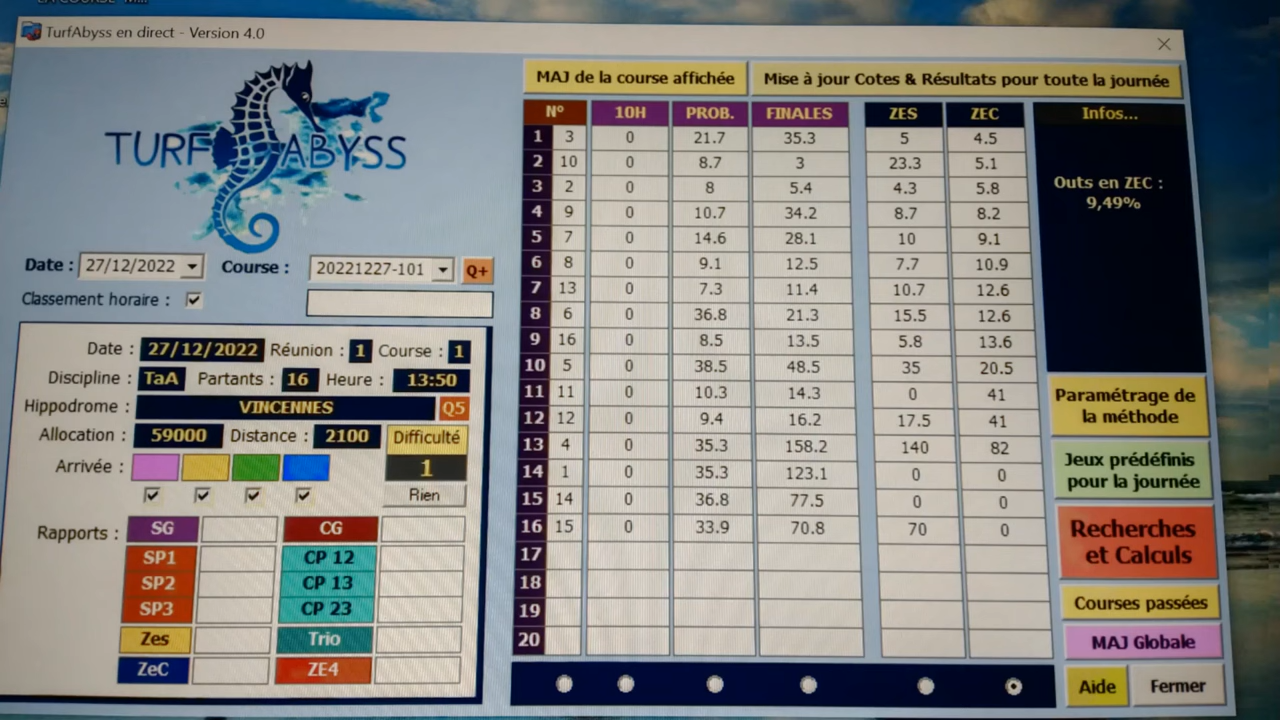 TurfAbyss en direct - Version 4.0
TURF ABYSS
Date : 27/12/2022 Course : 20221227-101 Q+
Classement horaire :
Date : 27/12/2022 Réunion : 1 Course : 1
Discipline : TaA Partants : 16 Heure : 13:50
Hippodrome : VINCENNES Q5
Allocation : 59000 Distance : 2100 Difficulté
Arrivée : 1
Rien
Rapports : SG CG
SP1 CP 12
SP2 CP 13
SP3 CP 23
Zes Trio
ZeC ZE4
MAJ de la course affichée Mise à jour Cotes & Résultats pour toute la journée
N° 10H PROB. FINALES ZES ZEC
1 3 0 21.7 35.3 5 4.5
2 10 0 8.7 3 23.3 5.1
3 2 0 8 5.4 4.3 5.8
4 9 0 10.7 34.2 8.7 8.2
5 7 0 14.6 28.1 10 9.1
6 8 0 9.1 12.5 7.7 10.9
7 13 0 7.3 11.4 10.7 12.6
8 6 0 36.8 21.3 15.5 12.6
9 16 0 8.5 13.5 5.8 13.6
10 5 0 38.5 48.5 35 20.5
11 11 0 10.3 14.3 0 41
12 12 0 9.4 16.2 17.5 41
13 4 0 35.3 158.2 140 82
14 1 0 35.3 123.1 0 0
15 14 0 36.8 77.5 0 0
16 15 0 33.9 70.8 70 0
17
18
19
20
Infos...
Outs en ZEC :
9,49%
Paramétrage de
la méthode
Jeux prédéfinis
pour la journée
Recherches
et Calculs
Courses passées
MAJ Globale
Aide Fermer